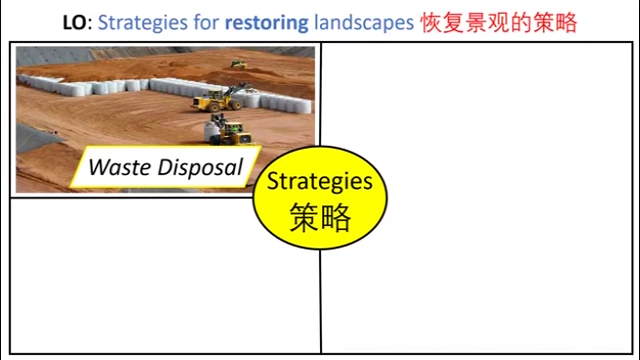 LO: Strategies for restoring landscapes 恢复景观的策略
Waste Disposal
Strategies
策略